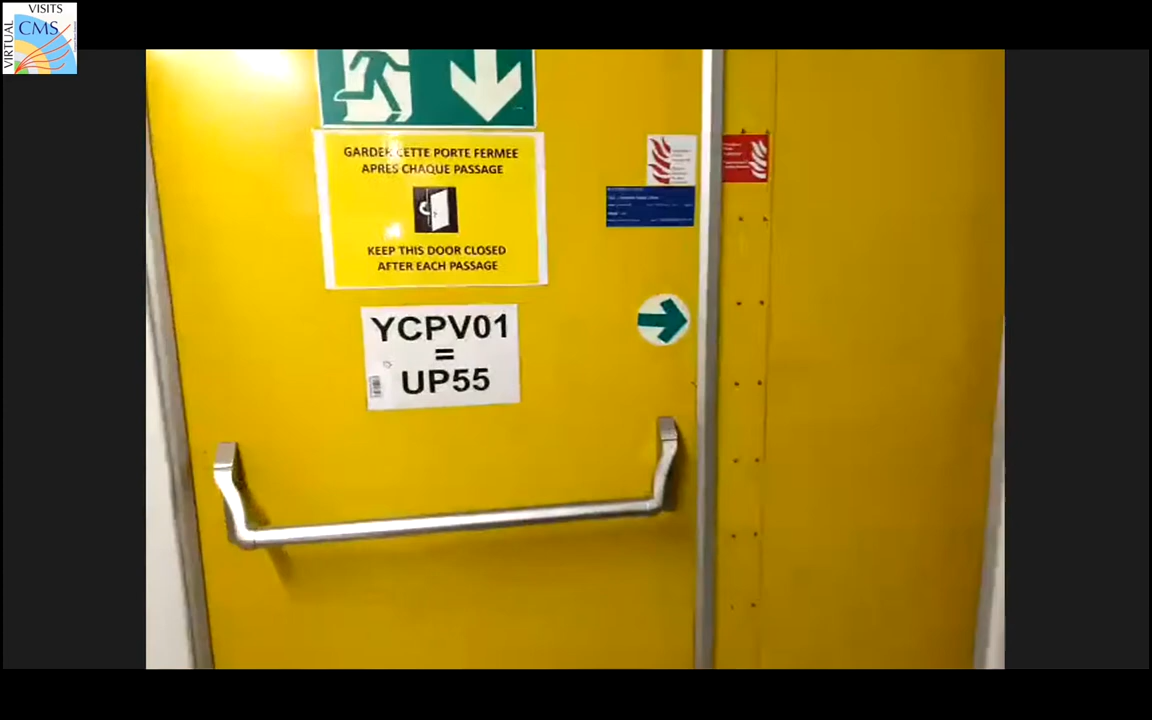 VISITS
VIRTUAL
CMS
GARDER CETTE PORTE FERMEE
APRES CHAQUE PASSAGE
KEEP THIS DOOR CLOSED
AFTER EACH PASSAGE
YCPV01
=
UP55